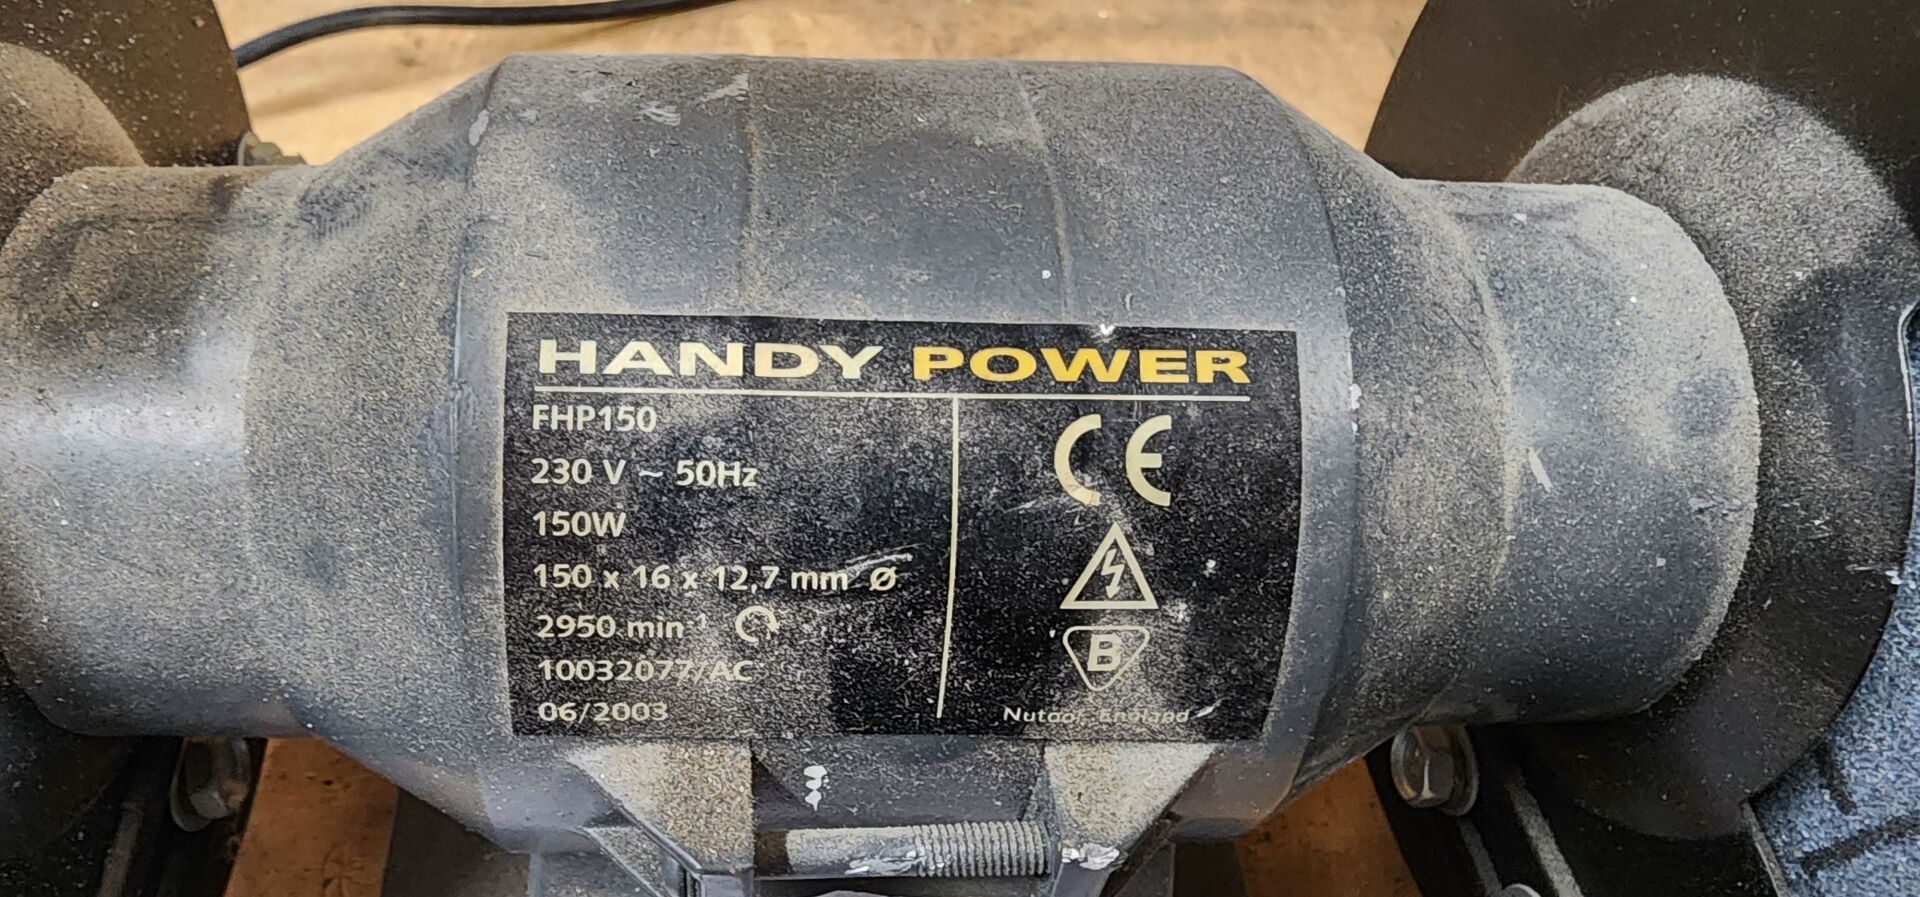 HANDY POWER
FHP150
230 V ~ 50Hz
150W
150 x 16 x 12,7 mm Ø
2950 min⁻¹
10032077/AC
06/2003
CE
B
Nutool, England